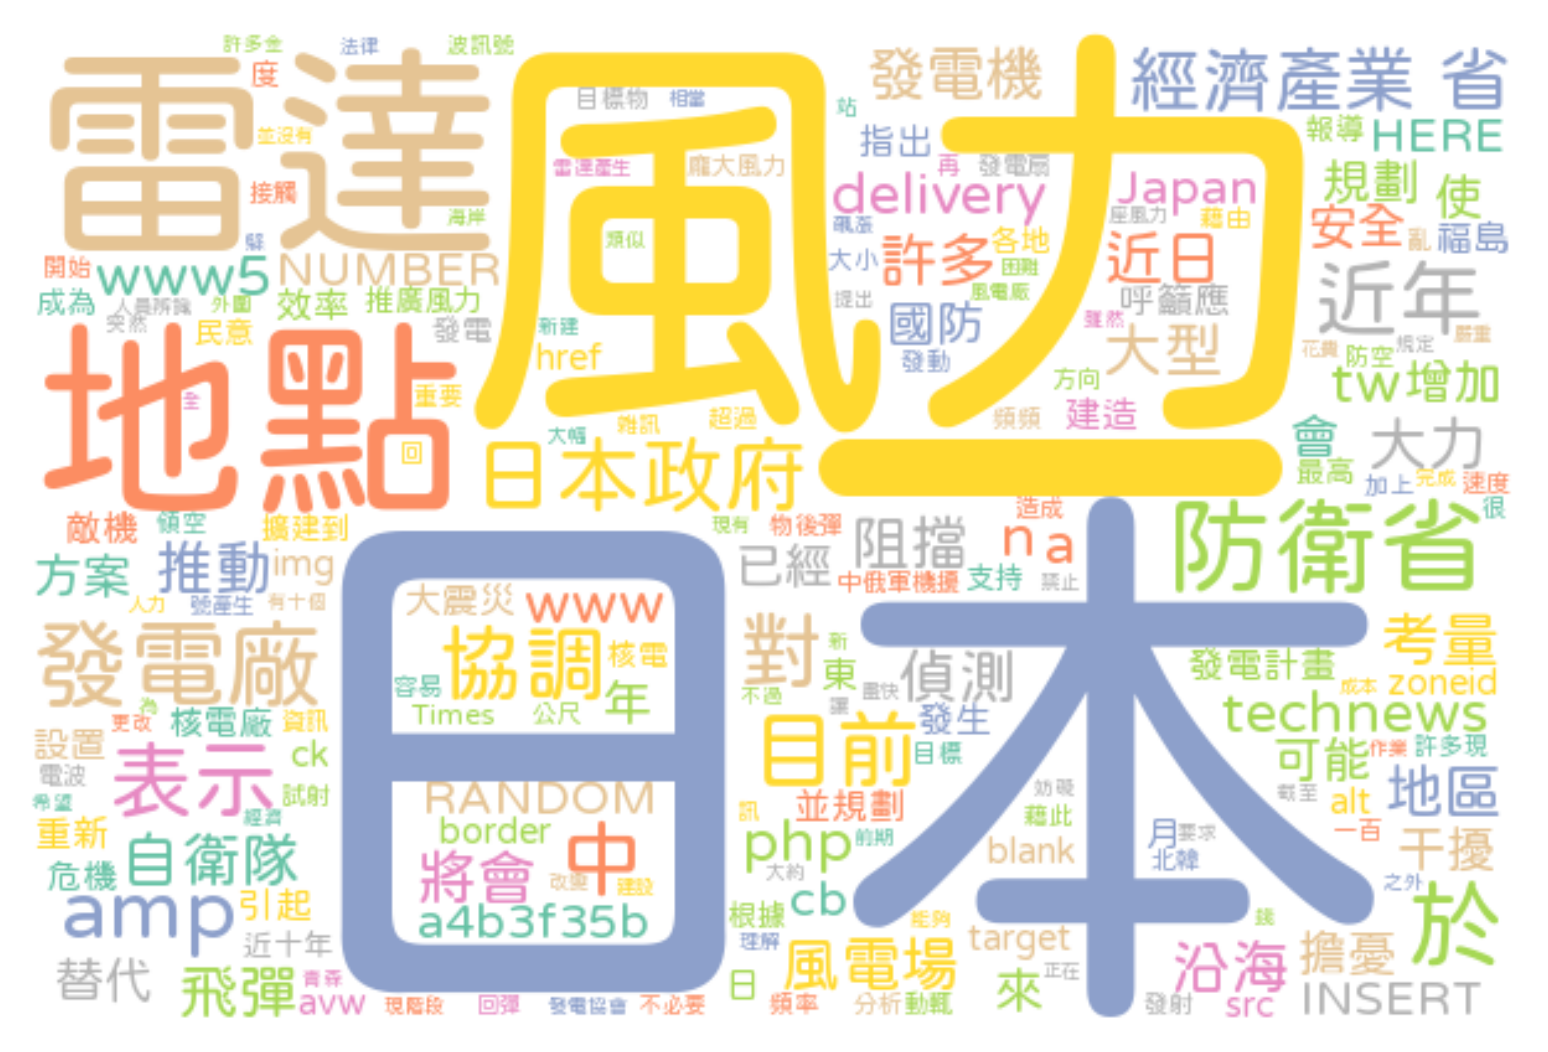 許多金
法律
波訊號
雷達
度
並沒有
接觸
海岸
開始
www5
NUMBER
成為
人員辨識
外圍
效率
推廣風力
突然
民意
發電
風力
目標物
相當
雷達產生
龐大風力
類似
新建
href
大幅
雜訊
超過
發電機
經濟產業省
站
指出
報導
HERE
再
發電扇
delivery
Japan
規劃
使
座風力
藉由
飆漲
安全
亂
福島
大小
許多
各地
困難
近日
近年
提出
風電廠
呼籲應
國防
雖然
大型
發動
花費
防空
規定
嚴重
方向
tw
增加
頻頻
建造
會
大力
最高
加上
完成
速度
很
地點
全
重要
回
日本政府
一
防衛省
敵機
領空
擴建到
現有
物後彈
造成
阻擋
na
已經
方案
推動
img
中俄軍機擾
支持
禁止
人力
號產生
有十個
日本
大震災
www
協調
核電
容易
年
Times
公尺
發電廠
對
新
東
不過
盡快
讓
偵測
考量
發電計畫
成本
zoneid
為
更改
核電廠
資訊
設置
ck
電波
表示
試射
希望
經濟
目前
發生
目標
technews
可能
作業
許多現
妨礙
截至
alt
地區
RANDOM
border
訊
並規劃
藉此
一百
重新
自衛隊
中
php
前期
月
要求
干擾
危機
將會
改變
建設
大約
blank
北韓
之外
amp
引起
a4b3f35b
cb
於
近十年
根據
理解
能夠
錢
替代
飛彈
青森
avw
風電場
target
沿海
擔憂
日
來
正在
現階段
回彈
發電協會
不必要
頻率
分析
動輒
發射
src
INSERT